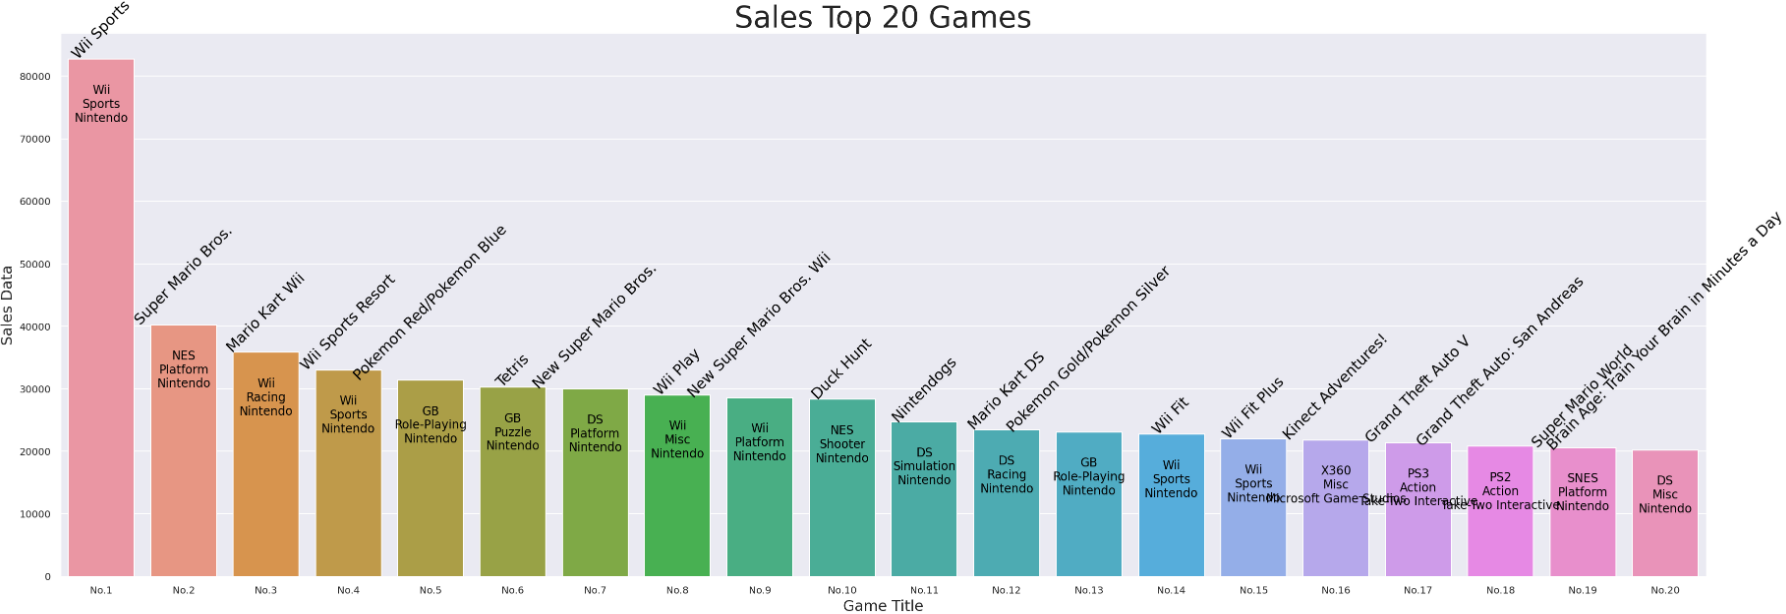 Sales Top 20 Games
Sales Data
80000
70000
60000
50000
40000
30000
20000
10000
0
Wii Sports
Wii
Sports
Nintendo
Super Mario Bros.
NES
Platform
Nintendo
Mario Kart Wii
Wii
Racing
Nintendo
Wii Sports Resort
Wii
Sports
Nintendo
Pokemon Red/Pokemon Blue
GB
Role-Playing
Nintendo
Tetris
GB
Puzzle
Nintendo
New Super Mario Bros.
DS
Platform
Nintendo
Wii Play
Wii
Misc
Nintendo
New Super Mario Bros. Wii
Wii
Platform
Nintendo
Duck Hunt
NES
Shooter
Nintendo
Nintendogs
DS
Simulation
Nintendo
Mario Kart DS
DS
Racing
Nintendo
Pokemon Gold/Pokemon Silver
GB
Role-Playing
Nintendo
Wii Fit
Wii
Sports
Nintendo
Wii Fit Plus
Wii
Sports
Nintendo
Kinect Adventures!
X360
Misc
Microsoft Game Studios
Grand Theft Auto V
PS3
Action
Take-Two Interactive
Grand Theft Auto: San Andreas
PS2
Action
Take-Two Interactive
Super Mario World
SNES
Platform
Nintendo
Brain Age: Train Your Brain in Minutes a Day
DS
Misc
Nintendo
No.1
No.2
No.3
No.4
No.5
No.6
No.7
No.8
No.9
No.10
No.11
No.12
No.13
No.14
No.15
No.16
No.17
No.18
No.19
No.20
Game Title